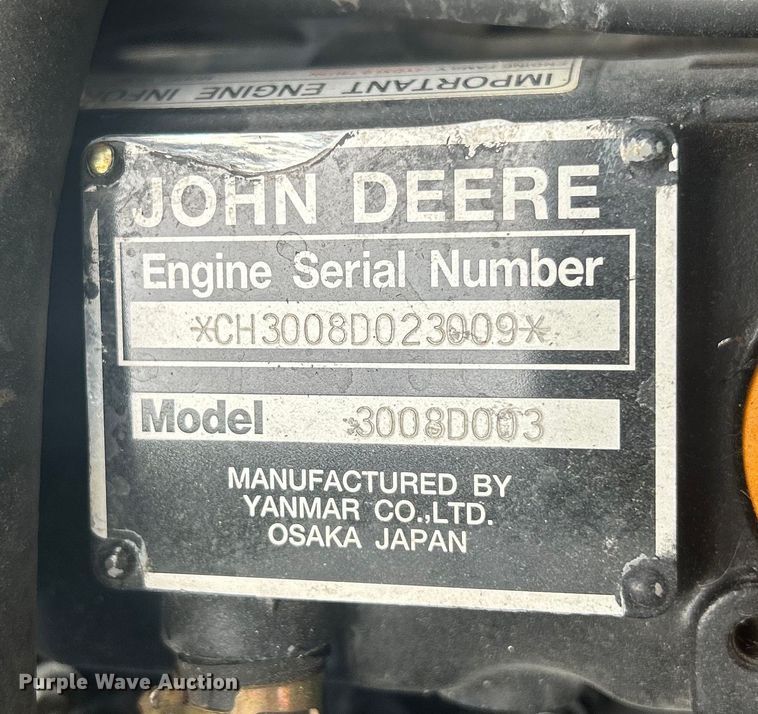 IMPORTANT ENGINE INFOR
JOHN DEERE
Engine Serial Number
*CH3008D023009*
Model *3008D003
MANUFACTURED BY
YANMAR CO.,LTD.
OSAKA JAPAN
Purple Wave Auction